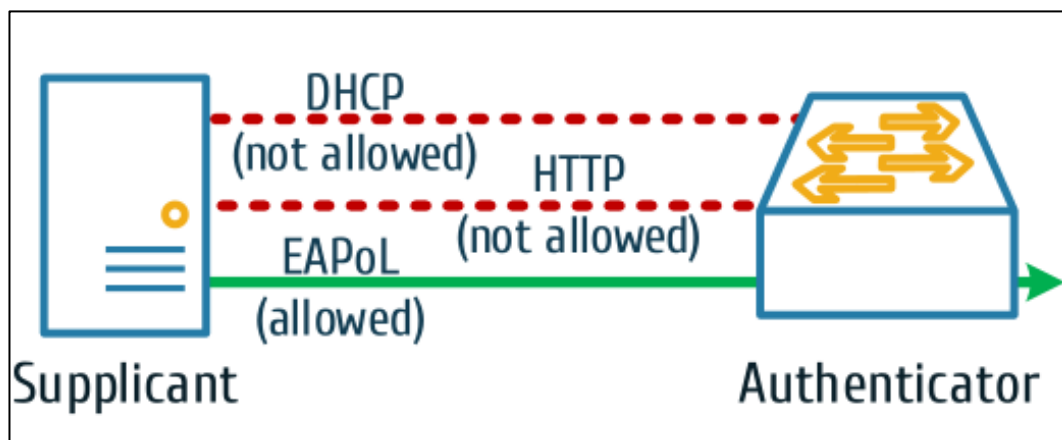 DHCP
(not allowed)
HTTP
(not allowed)
EAPoL
(allowed)
Supplicant
Authenticator